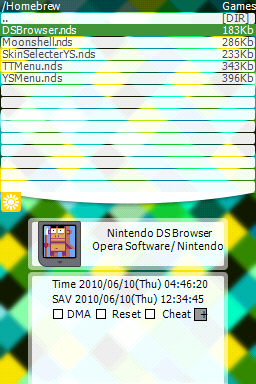 /Homebrew Games
.. [DIR]
DSBrowser.nds 183Kb
Moonshell.nds 286Kb
SkinSelecterYS.nds 233Kb
TTMenu.nds 343Kb
YSMenu.nds 396Kb
Nintendo DS Browser
Opera Software/Nintendo
Time 2010/06/10(Thu) 04:46:20
SAV 2010/06/10(Thu) 12:34:45
DMA Reset Cheat +